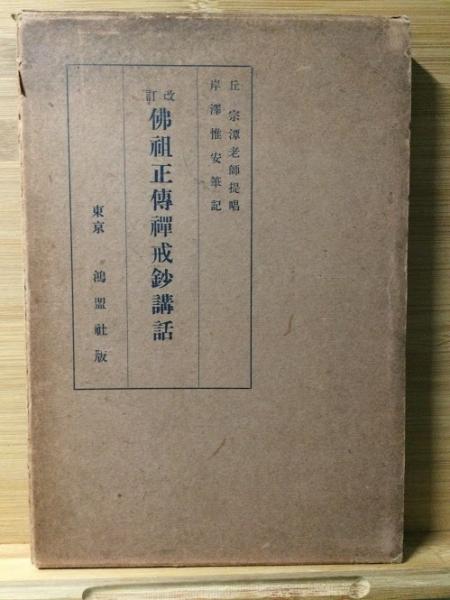 丘宗潭老師提唱
岸澤惟安筆記
改訂
佛祖正傳禪戒鈔講話
東京 鴻盟社版